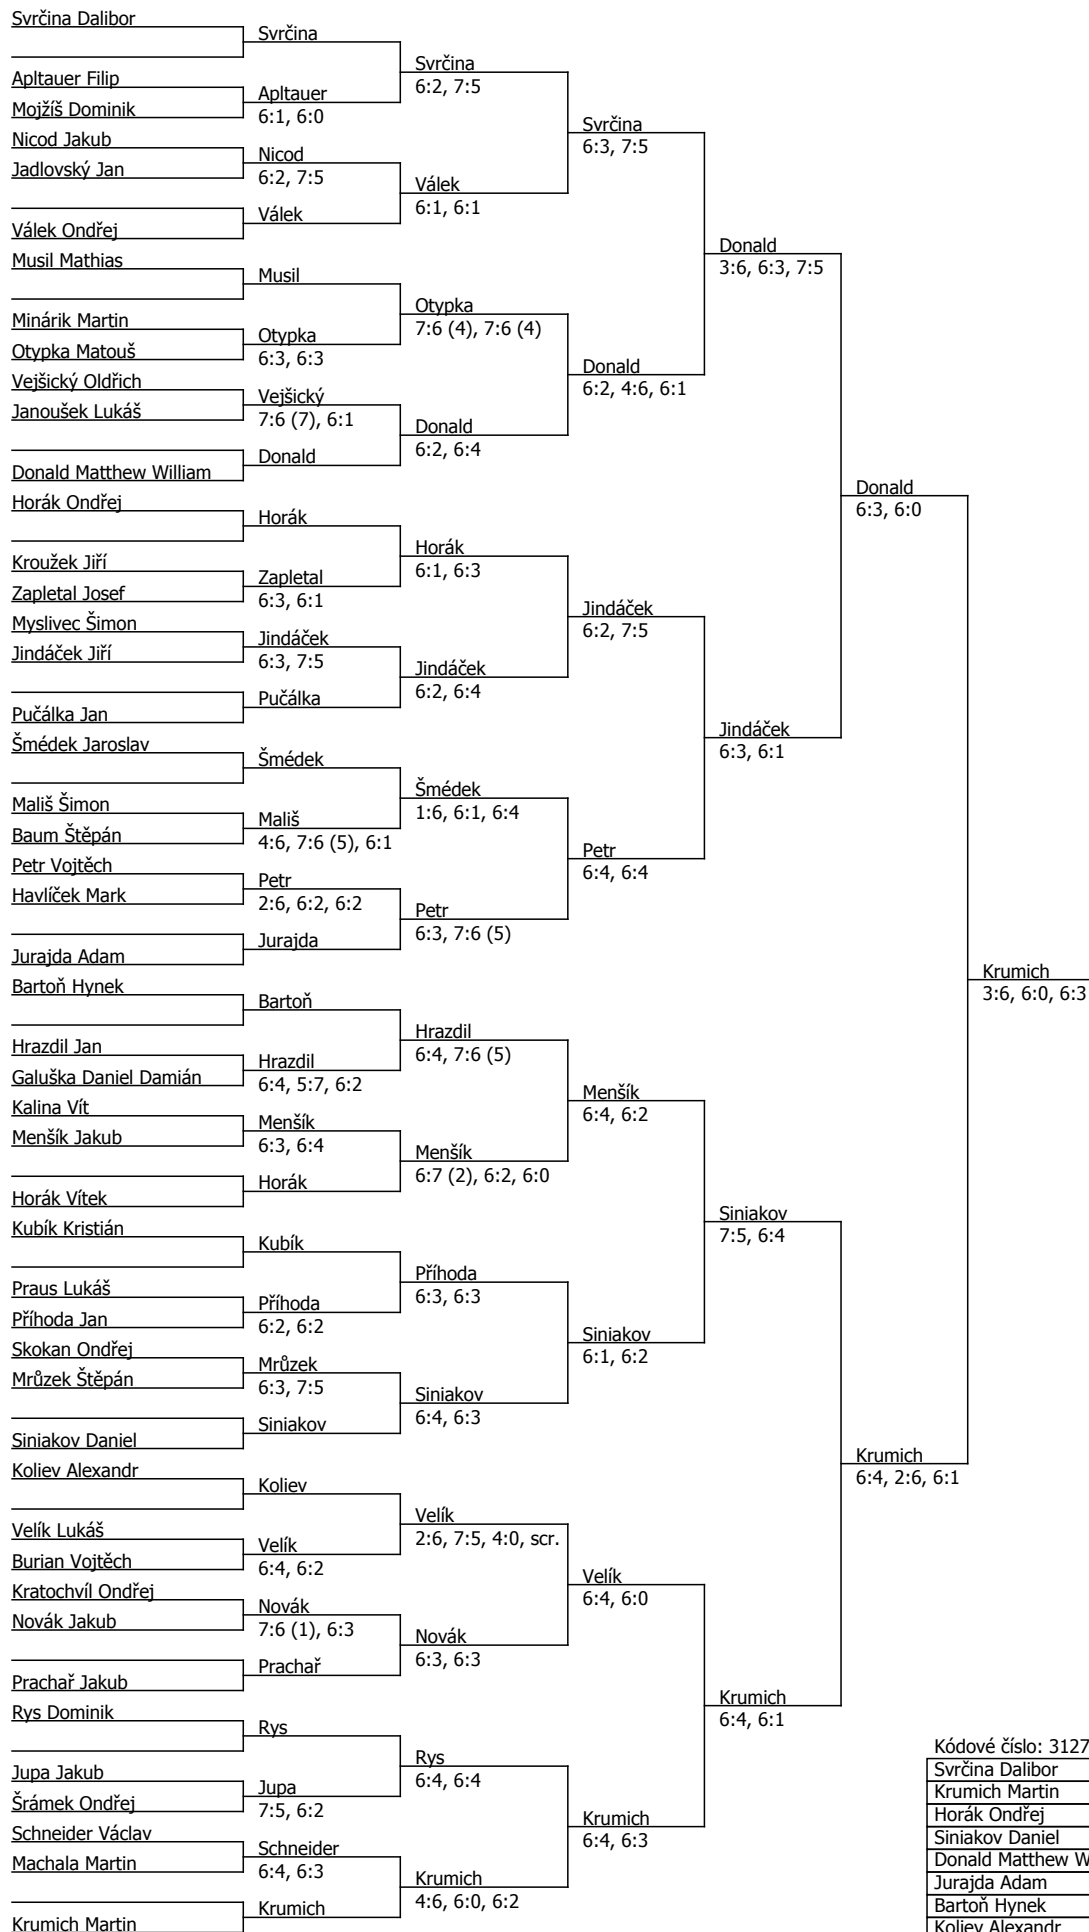 Svrčina Dalibor
Apltauer Filip
Mojžíš Dominik
Nicod Jakub
Jadlovský Jan
Válek Ondřej
Musil Mathias
Minárik Martin
Otypka Matouš
Vejšický Oldřich
Janoušek Lukáš
Donald Matthew William
Horák Ondřej
Kroužek Jiří
Zapletal Josef
Myslivec Šimon
Jindáček Jiří
Pučálka Jan
Šmédek Jaroslav
Mališ Šimon
Baum Štěpán
Petr Vojtěch
Havlíček Mark
Jurajda Adam
Bartoň Hynek
Hrazdil Jan
Galuška Daniel Damián
Kalina Vít
Menšík Jakub
Horák Vítek
Kubík Kristián
Praus Lukáš
Příhoda Jan
Skokan Ondřej
Mrůzek Štěpán
Siniakov Daniel
Koliev Alexandr
Velík Lukáš
Burian Vojtěch
Kratochvíl Ondřej
Novák Jakub
Prachař Jakub
Rys Dominik
Jupa Jakub
Šrámek Ondřej
Schneider Václav
Machala Martin
Krumich Martin
Svrčina
Apltauer
6:1, 6:0
Nicod
6:2, 7:5
Válek
Musil
Otypka
6:3, 6:3
Vejšický
7:6 (7), 6:1
Donald
Horák
Zapletal
6:3, 6:1
Jindáček
6:3, 7:5
Pučálka
Šmédek
Mališ
4:6, 7:6 (5), 6:1
Petr
2:6, 6:2, 6:2
Jurajda
Bartoň
Hrazdil
6:4, 5:7, 6:2
Menšík
6:3, 6:4
Horák
Kubík
Příhoda
6:2, 6:2
Mrůzek
6:3, 7:5
Siniakov
Koliev
Velík
6:4, 6:2
Novák
7:6 (1), 6:3
Prachař
Rys
Jupa
7:5, 6:2
Schneider
6:4, 6:3
Krumich
Svrčina
6:2, 7:5
Válek
6:1, 6:1
Otypka
7:6 (4), 7:6 (4)
Donald
6:2, 6:4
Horák
6:1, 6:3
Jindáček
6:2, 6:4
Šmédek
1:6, 6:1, 6:4
Petr
6:3, 7:6 (5)
Hrazdil
6:4, 7:6 (5)
Menšík
6:7 (2), 6:2, 6:0
Příhoda
6:3, 6:3
Siniakov
6:4, 6:3
Velík
2:6, 7:5, 4:0, scr.
Novák
6:3, 6:3
Rys
6:4, 6:4
Krumich
4:6, 6:0, 6:2
Svrčina
6:3, 7:5
Donald
6:2, 4:6, 6:1
Jindáček
6:2, 7:5
Petr
6:4, 6:4
Menšík
6:4, 6:2
Siniakov
6:1, 6:2
Velík
6:4, 6:0
Krumich
6:4, 6:3
Donald
3:6, 6:3, 7:5
Jindáček
6:3, 6:1
Siniakov
7:5, 6:4
Krumich
6:4, 6:1
Donald
6:3, 6:0
Krumich
6:4, 2:6, 6:1
Krumich
3:6, 6:0, 6:3
Kódové číslo: 3127
Svrčina Dalibor
Krumich Martin
Horák Ondřej
Siniakov Daniel
Donald Matthew W
Jurajda Adam
Bartoň Hynek
Koliev Alexandr